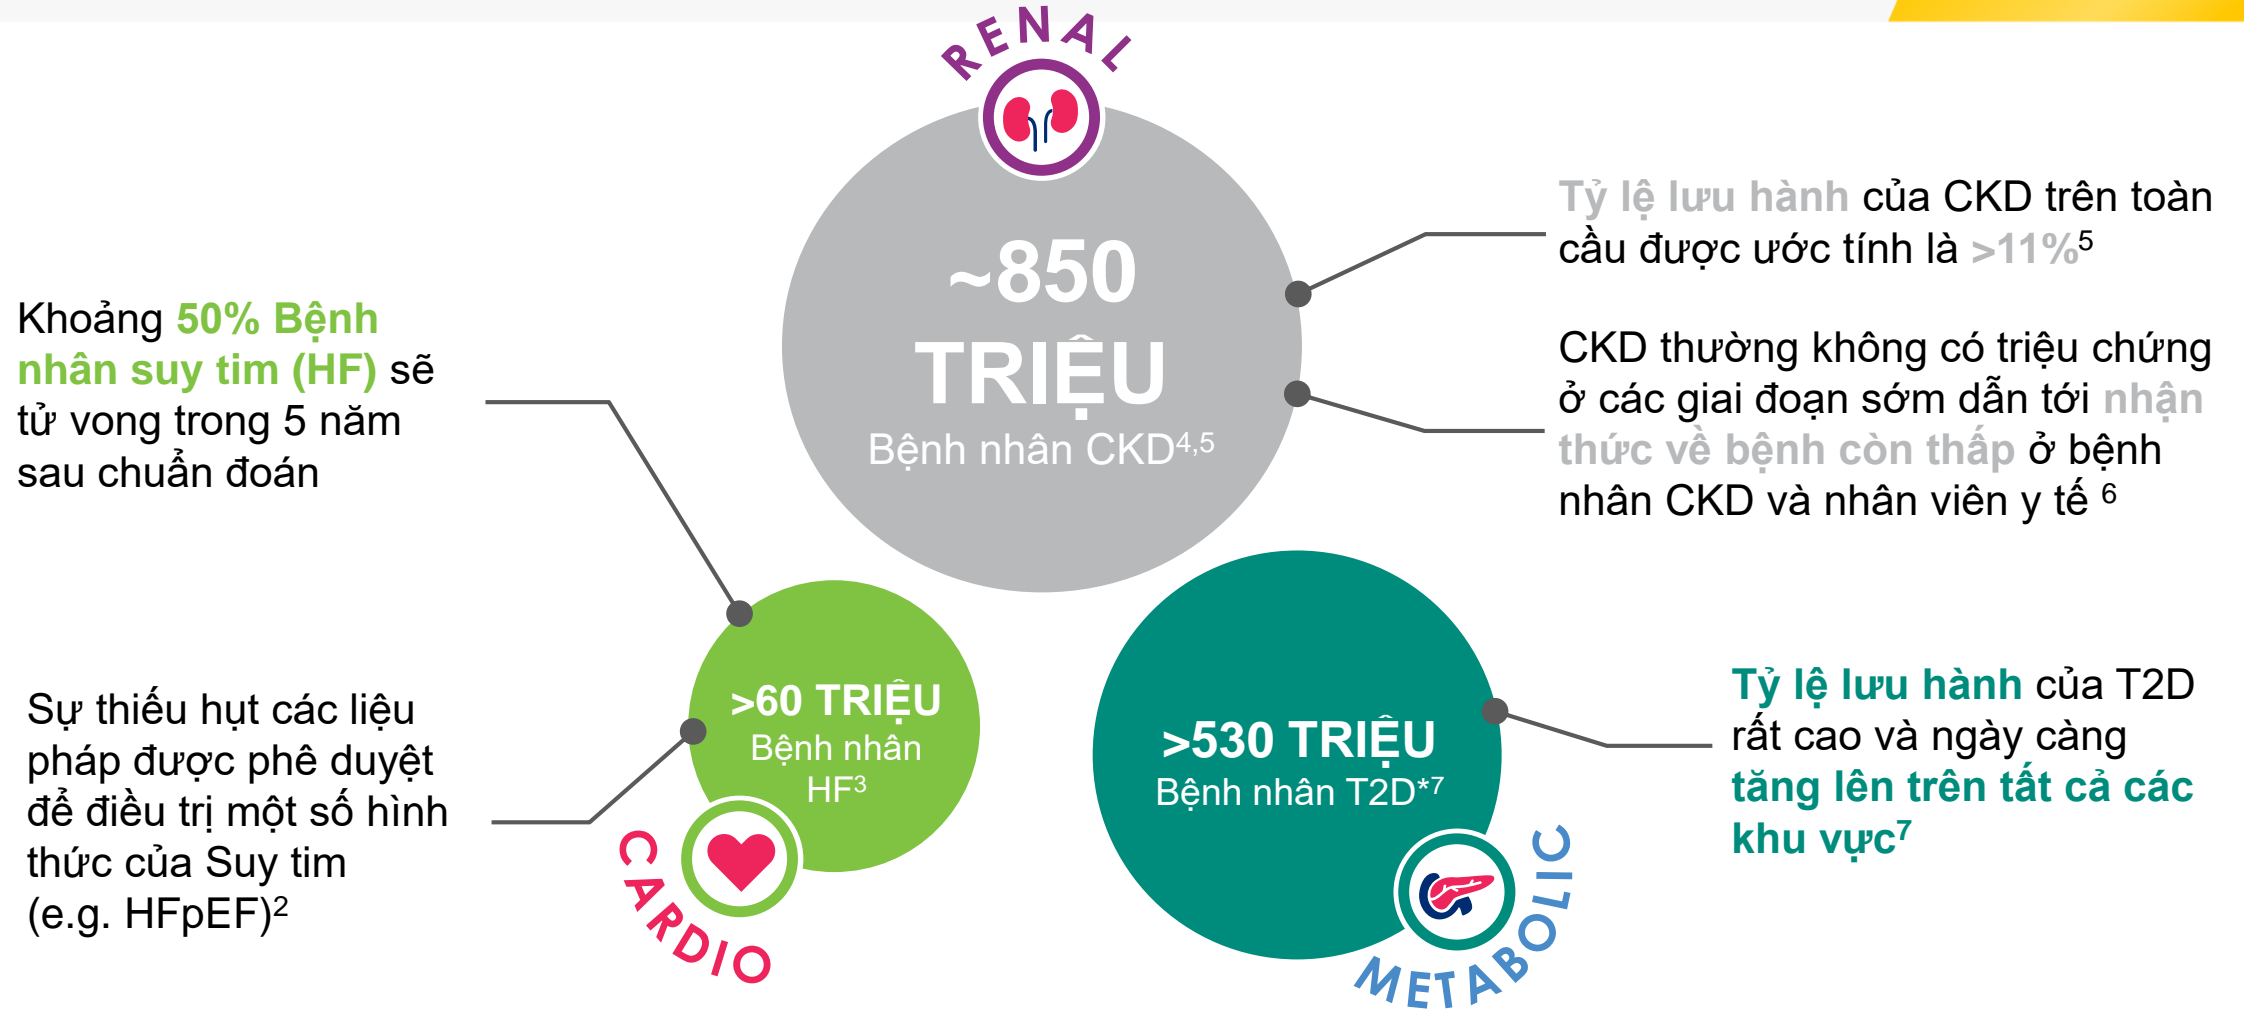 RENAL
~850
TRIỆU
Bệnh nhân CKD4,5
Tỷ lệ lưu hành của CKD trên toàn
cầu được ước tính là >11%5
CKD thường không có triệu chứng
ở các giai đoạn sớm dẫn tới nhận
thức về bệnh còn thấp ở bệnh
nhân CKD và nhân viên y tế 6
Khoảng 50% Bệnh
nhân suy tim (HF) sẽ
tử vong trong 5 năm
sau chuẩn đoán
Sự thiếu hụt các liệu
pháp được phê duyệt
để điều trị một số hình
thức của Suy tim
(e.g. HFpEF)2
>60 TRIỆU
Bệnh nhân
HF3
CARDIO
>530 TRIỆU
Bệnh nhân T2D*7
METABOLIC
Tỷ lệ lưu hành của T2D
rất cao và ngày càng
tăng lên trên tất cả các
khu vực7